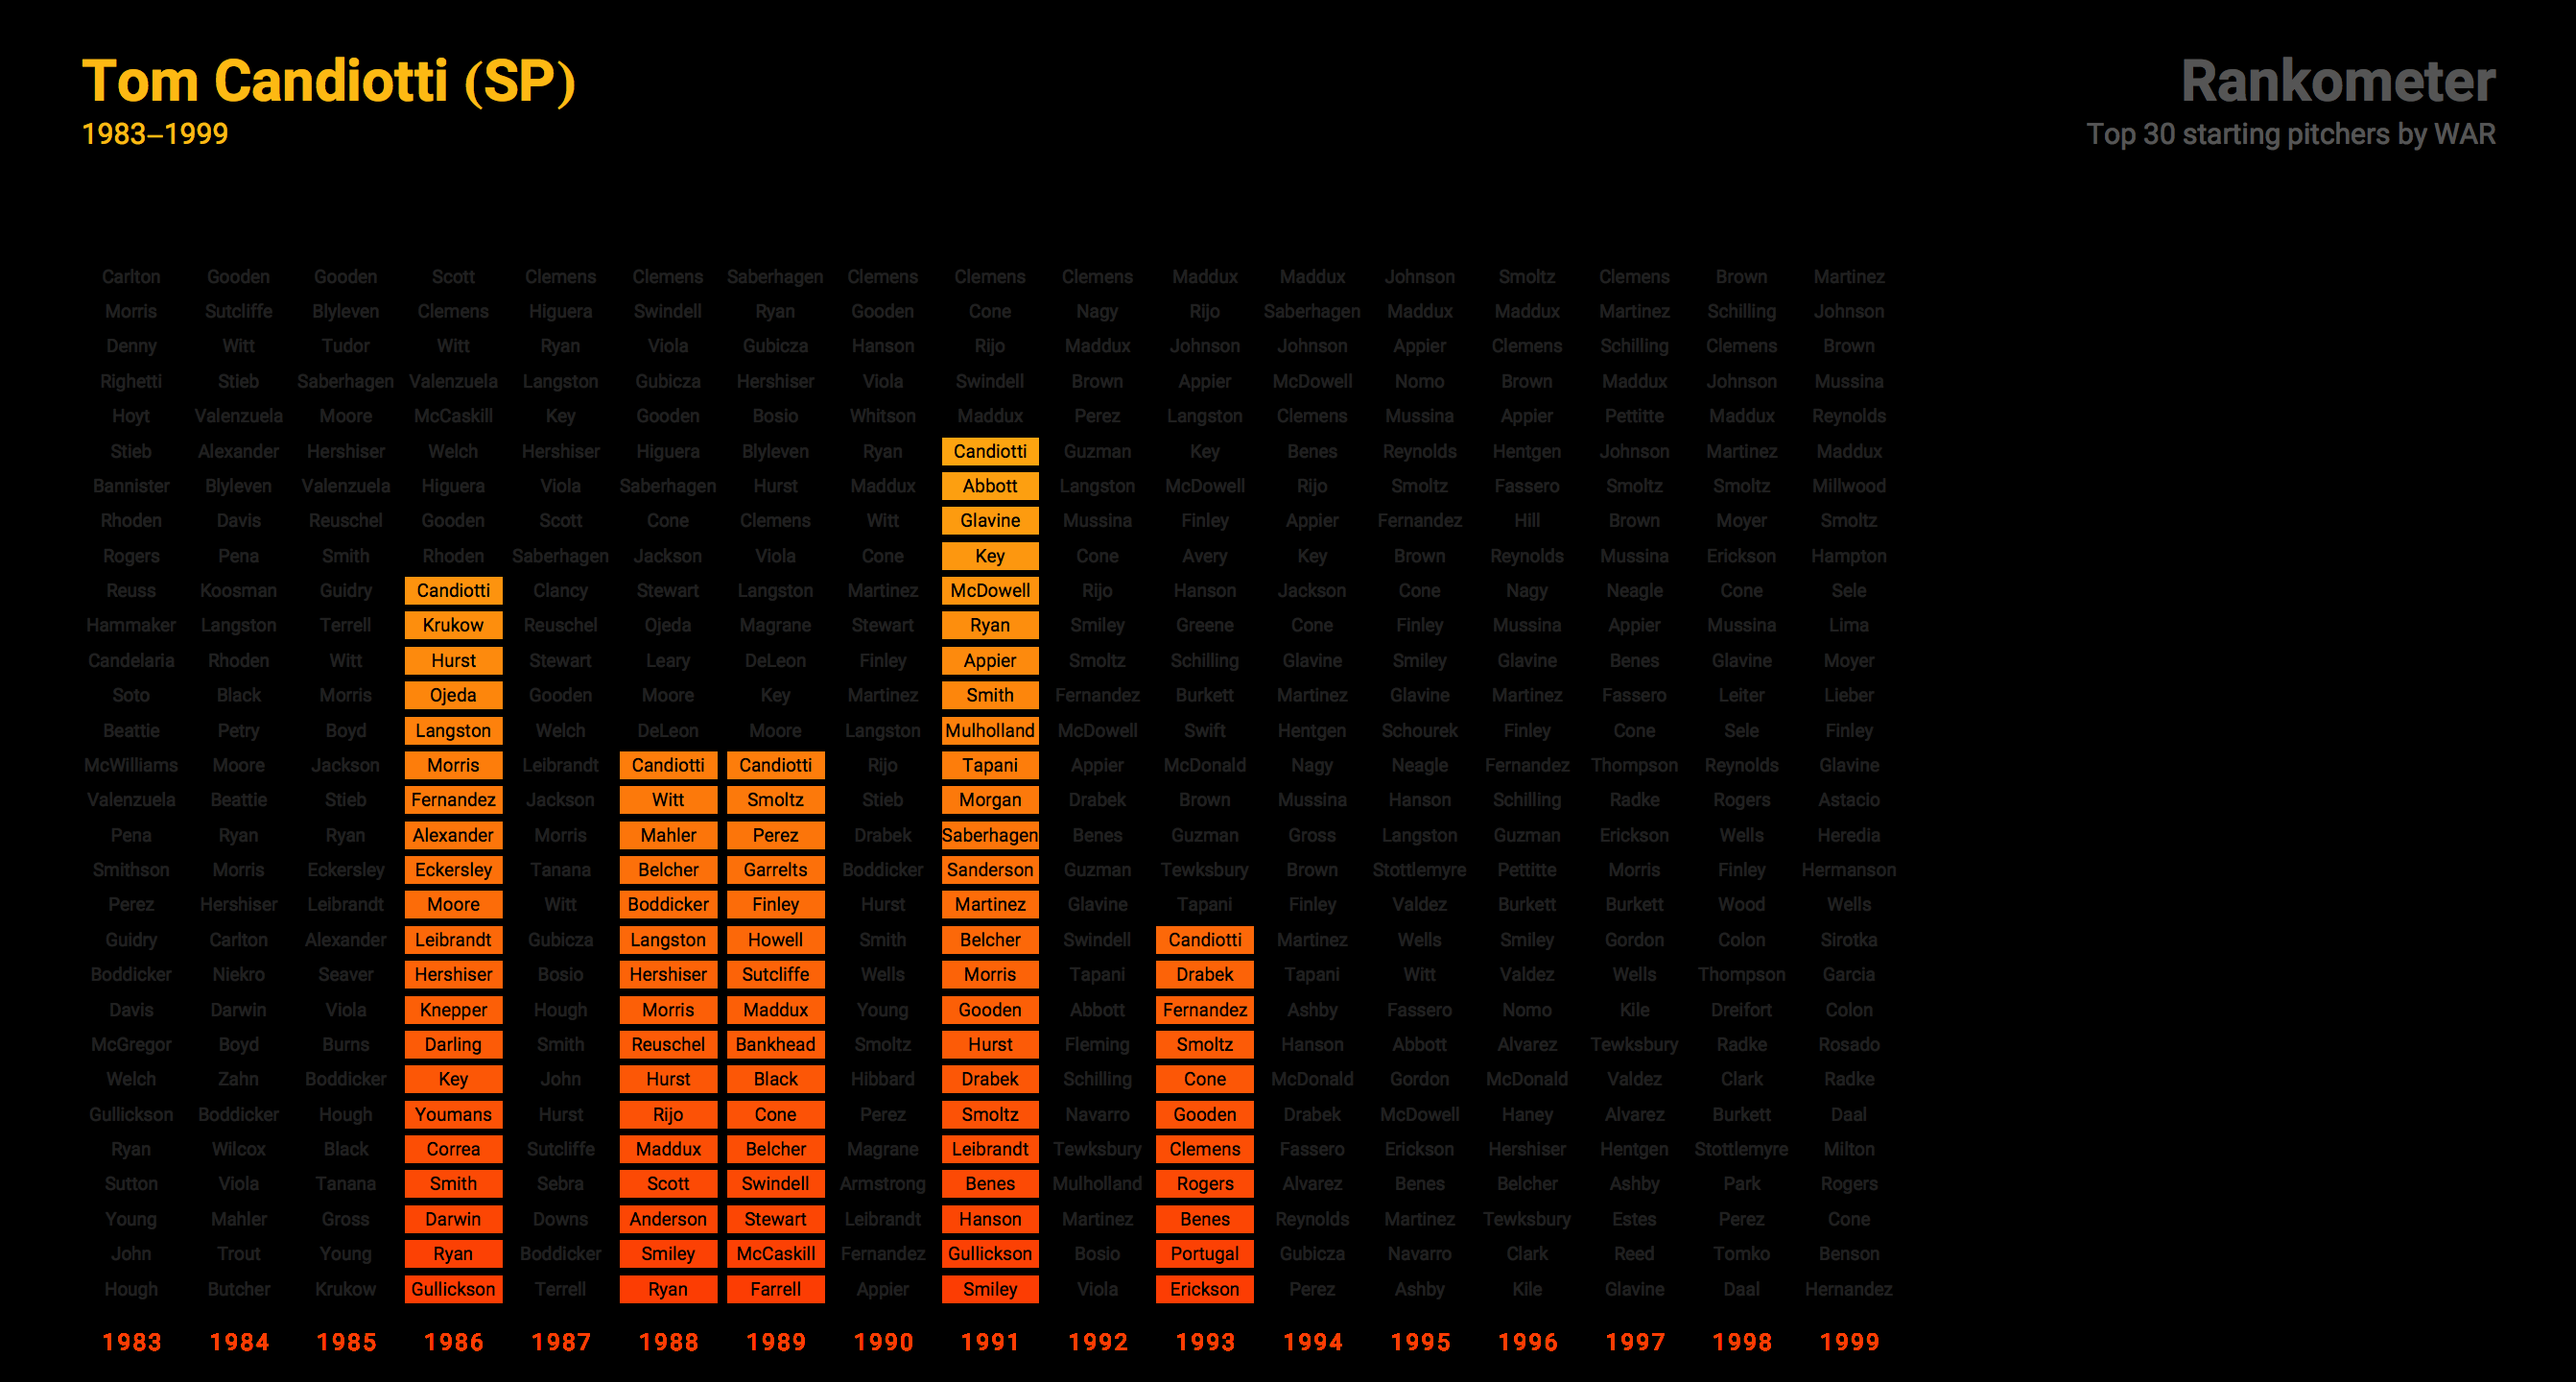 Tom Candiotti (SP)
1983–1999
Rankometer
Top 30 starting pitchers by WAR
Carlton Gooden Gooden Scott Clemens Clemens Saberhagen Clemens Clemens Clemens Maddux Maddux Johnson Smoltz Clemens Brown Martinez
Morris Sutcliffe Blyleven Clemens Higuera Swindell Ryan Gooden Cone Nagy Rijo Saberhagen Maddux Maddux Martinez Schilling Johnson
Denny Witt Tudor Witt Ryan Viola Gubicza Hanson Rijo Maddux Johnson Johnson Appier Clemens Schilling Clemens Brown
Righetti Stieb Saberhagen Valenzuela Langston Gubicza Hershiser Viola Swindell Brown Appier McDowell Nomo Brown Maddux Johnson Mussina
Hoyt Valenzuela Moore McCaskill Key Gooden Bosio Whitson Maddux Perez Langston Clemens Mussina Appier Pettitte Maddux Reynolds
Stieb Alexander Hershiser Welch Hershiser Higuera Blyleven Ryan Candiotti Guzman Key Benes Reynolds Hentgen Johnson Martinez Maddux
Bannister Blyleven Valenzuela Higuera Viola Saberhagen Hurst Maddux Abbott Langston McDowell Rijo Smoltz Fassero Smoltz Smoltz Millwood
Rhoden Davis Reuschel Gooden Scott Cone Clemens Witt Glavine Mussina Finley Appier Fernandez Hill Brown Moyer Smoltz
Rogers Pena Smith Rhoden Saberhagen Jackson Viola Cone Key Cone Avery Key Brown Reynolds Mussina Erickson Hampton
Reuss Koosman Guidry Candiotti Clancy Stewart Langston Martinez McDowell Rijo Hanson Jackson Cone Nagy Neagle Cone Sele
Hammaker Langston Terrell Krukow Reuschel Ojeda Magrane Stewart Ryan Smiley Greene Cone Finley Mussina Appier Mussina Lima
Candelaria Rhoden Witt Hurst Stewart Leary DeLeon Finley Appier Smoltz Schilling Glavine Smiley Glavine Benes Glavine Moyer
Soto Black Morris Ojeda Gooden Moore Key Martinez Smith Fernandez Burkett Martinez Glavine Martinez Fassero Leiter Lieber
Beattie Petry Boyd Langston Welch DeLeon Moore Langston Mulholland McDowell Swift Hentgen Schourek Finley Cone Sele Finley
McWilliams Moore Jackson Morris Leibrandt Candiotti Candiotti Rijo Tapani Appier McDonald Nagy Neagle Fernandez Thompson Reynolds Glavine
Valenzuela Beattie Stieb Fernandez Jackson Witt Smoltz Stieb Morgan Drabek Brown Mussina Hanson Schilling Radke Rogers Astacio
Pena Ryan Ryan Alexander Morris Mahler Perez Drabek Saberhagen Benes Guzman Gross Langston Guzman Erickson Wells Heredia
Smithson Morris Eckersley Eckersley Tanana Belcher Garrelts Boddicker Sanderson Guzman Tewksbury Brown Stottlemyre Pettitte Morris Finley Hermanson
Perez Hershiser Leibrandt Moore Witt Boddicker Finley Hurst Martinez Glavine Tapani Finley Valdez Burkett Burkett Wood Wells
Guidry Carlton Alexander Leibrandt Gubicza Langston Howell Smith Belcher Swindell Candiotti Martinez Wells Smiley Gordon Colon Sirotka
Boddicker Niekro Seaver Hershiser Bosio Hershiser Sutcliffe Wells Morris Tapani Drabek Tapani Witt Valdez Wells Thompson Garcia
Davis Darwin Viola Knepper Hough Morris Maddux Young Gooden Abbott Fernandez Ashby Fassero Nomo Kile Dreifort Colon
McGregor Boyd Burns Darling Smith Reuschel Bankhead Smoltz Hurst Fleming Smoltz Hanson Abbott Alvarez Tewksbury Radke Rosado
Welch Zahn Boddicker Key John Hurst Black Hibbard Drabek Schilling Cone McDonald Gordon McDonald Valdez Clark Radke
Gullickson Boddicker Hough Youmans Hurst Rijo Cone Perez Smoltz Navarro Gooden Drabek McDowell Haney Alvarez Burkett Daal
Ryan Wilcox Black Correa Sutcliffe Maddux Belcher Magrane Leibrandt Tewksbury Clemens Fassero Erickson Hershiser Hentgen Stottlemyre Milton
Sutton Viola Tanana Smith Sebra Scott Swindell Armstrong Benes Mulholland Rogers Alvarez Benes Belcher Ashby Park Rogers
Young Mahler Gross Darwin Downs Anderson Stewart Leibrandt Hanson Martinez Benes Reynolds Martinez Tewksbury Estes Perez Cone
John Trout Young Ryan Boddicker Smiley McCaskill Fernandez Gullickson Bosio Portugal Gubicza Navarro Clark Reed Tomko Benson
Hough Butcher Krukow Gullickson Terrell Ryan Farrell Appier Smiley Viola Erickson Perez Ashby Kile Glavine Daal Hernandez
1983 1984 1985 1986 1987 1988 1989 1990 1991 1992 1993 1994 1995 1996 1997 1998 1999